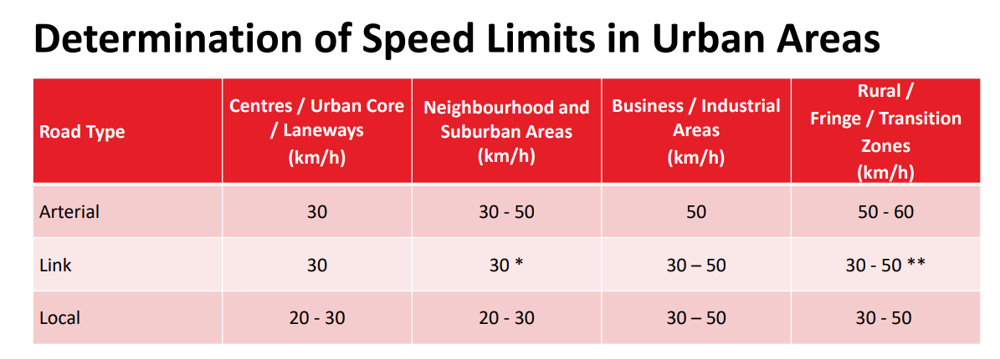 Determination of Speed Limits in Urban Areas
Road Type
Centres / Urban Core
/ Laneways
(km/h)
Neighbourhood and
Suburban Areas
(km/h)
Business / Industrial
Areas
(km/h)
Rural /
Fringe / Transition
Zones
(km/h)
Arterial 30 30 - 50 50 50 - 60
Link 30 30 * 30 – 50 30 - 50 **
Local 20 - 30 20 - 30 30 – 50 30 - 50